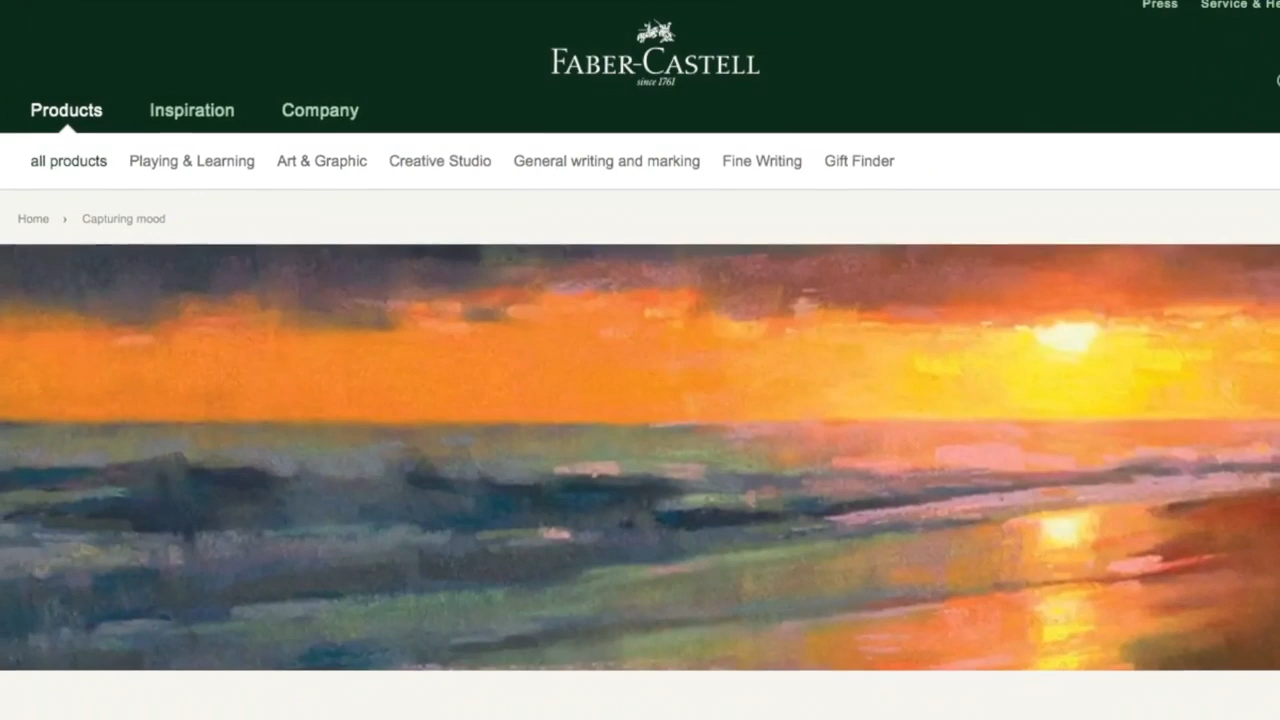 Press Service & He
FABER-CASTELL
since 1761
Products Inspiration Company
all products Playing & Learning Art & Graphic Creative Studio General writing and marking Fine Writing Gift Finder
Home › Capturing mood